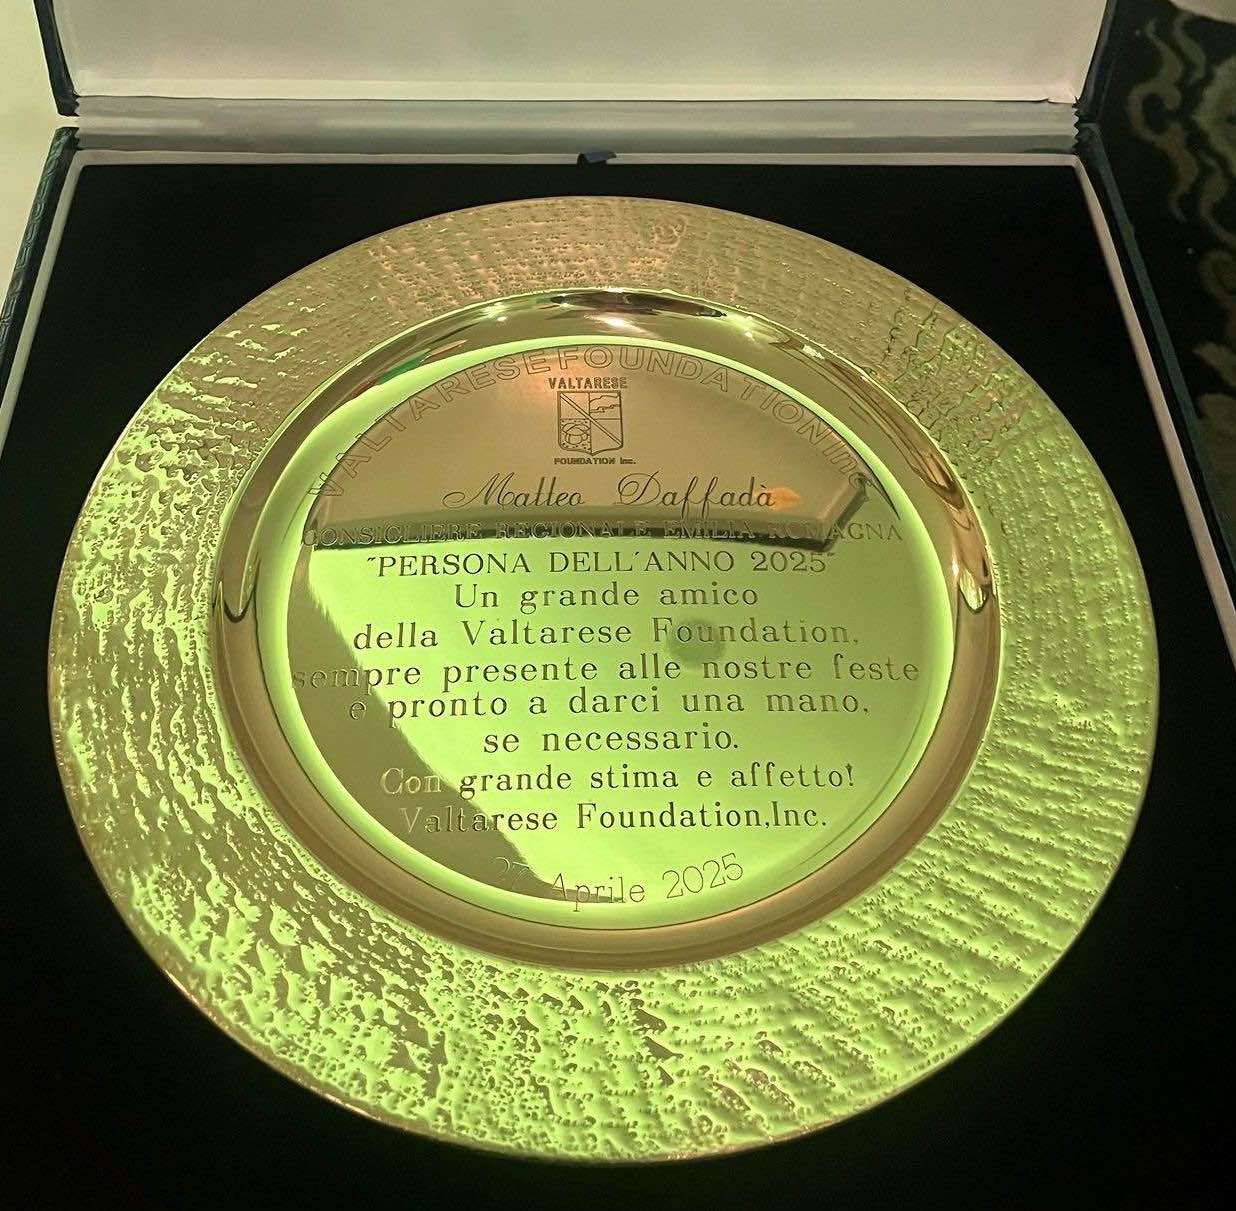 VALTARESE FOUNDATION Inc
VALTARESE
FOUNDATION Inc.
Matteo Daffadà
CONSIGLIERE REGIONALE EMILIA-ROMAGNA
"PERSONA DELL'ANNO 2025"
Un grande amico
della Valtarese Foundation,
sempre presente alle nostre feste
e pronto a darci una mano,
se necessario.
Con grande stima e affetto!
Valtarese Foundation,Inc.
27 Aprile 2025